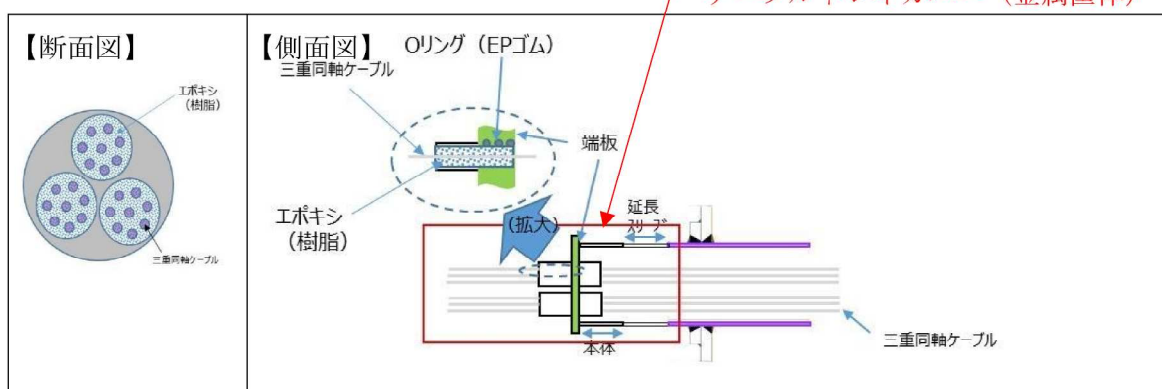 (金属筐体)
【断面図】
エポキシ
(樹脂)
三重同軸ケーブル
【側面図】
Oリング（EPゴム）
三重同軸ケーブル
端板
エポキシ
(樹脂)
(拡大)
延長
ｽﾘｰﾌﾞ
本体
三重同軸ケーブル